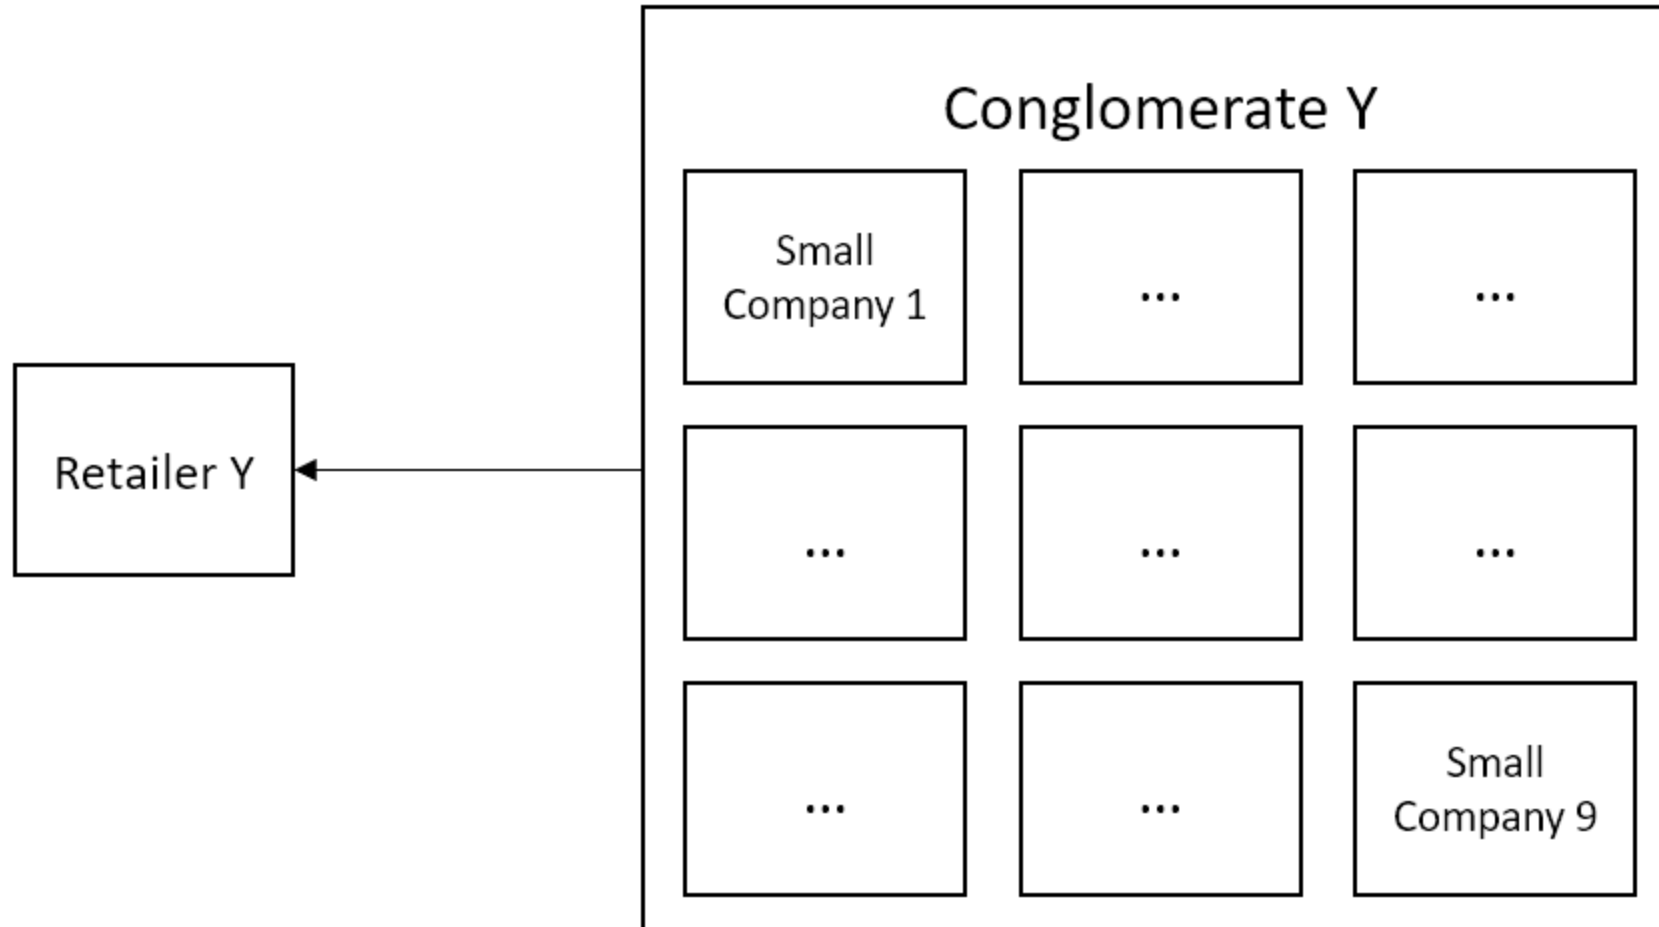 Conglomerate Y
Small
Company 1
...
...
Retailer Y
...
...
...
...
...
Small
Company 9